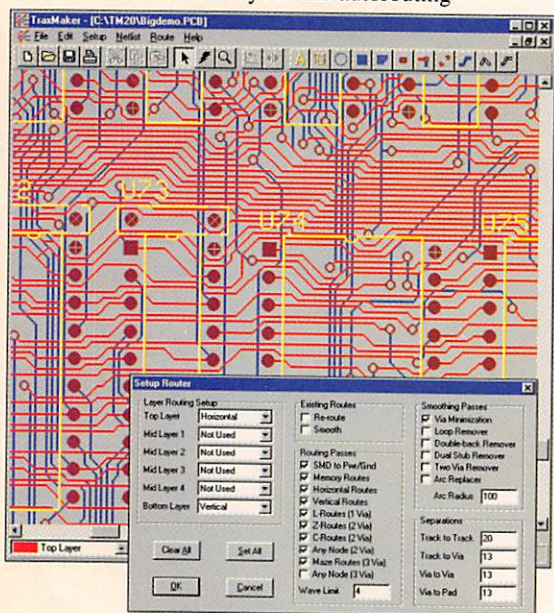 autorouting
TraxMaker - [C:\TM20\Bigdemo.PCB]
File Edit Setup Netlist Route Help
2 U73 U74 U75
Setup Router
Layer Routing Setup
Top Layer Horizontal
Mid Layer 1 Not Used
Mid Layer 2 Not Used
Mid Layer 3 Not Used
Mid Layer 4 Not Used
Bottom Layer Vertical
Clear All Set All
OK Cancel
Existing Routes
Re-route
Smooth
Routing Passes
SMD to Pwr/Gnd
Memory Routes
Horizontal Routes
Vertical Routes
L-Routes (1 Via)
Z-Routes (2 Via)
C-Routes (2 Via)
Any Node (2 Via)
Maze Routes (3 Via)
Any Node (3 Via)
Wave Limit 4
Smoothing Passes
Via Minimization
Loop Remover
Double-back Remover
Dual Stub Remover
Two Via Remover
Arc Replacer
Arc Radius 100
Separations
Track to Track 20
Track to Via 13
Via to Via 13
Via to Pad 13
Top Layer